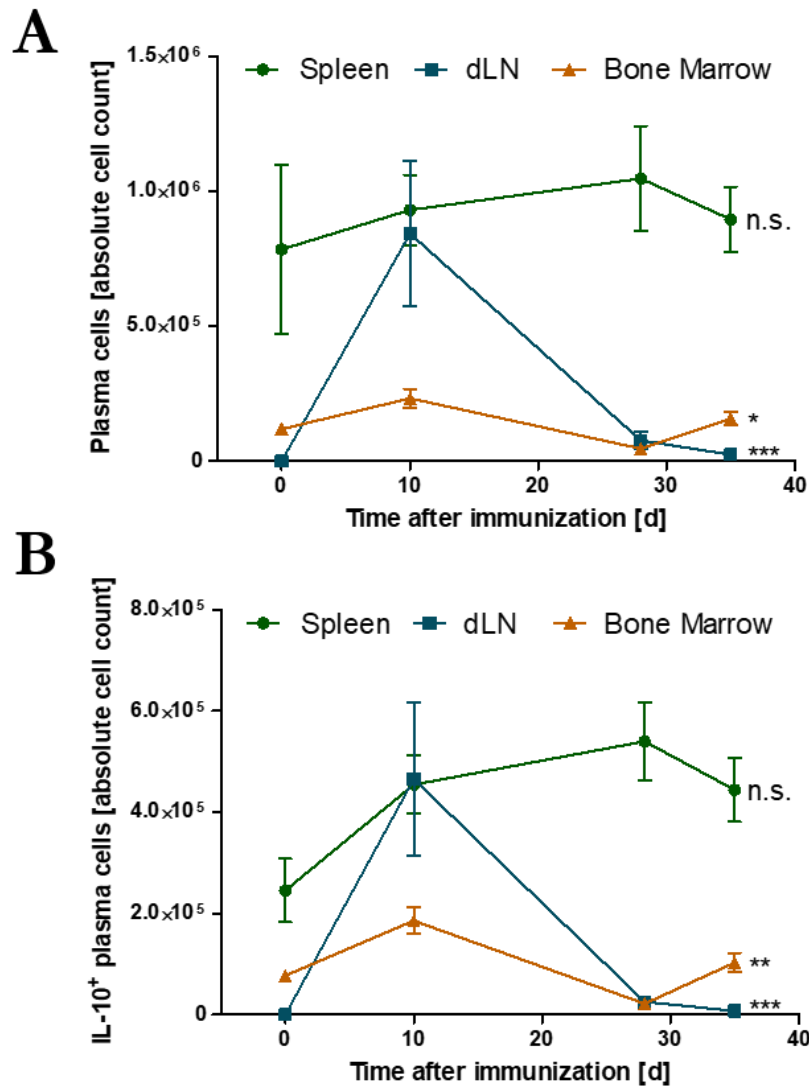 A
Plasma cells [absolute cell count]
1.5×10⁶
1.0×10⁶
5.0×10⁵
0
Spleen dLN Bone Marrow
n.s.
*
***
0 10 20 30 40
Time after immunization [d]
B
IL-10⁺ plasma cells [absolute cell count]
8.0×10⁵
6.0×10⁵
4.0×10⁵
2.0×10⁵
0
Spleen dLN Bone Marrow
n.s.
**
***
0 10 20 30 40
Time after immunization [d]